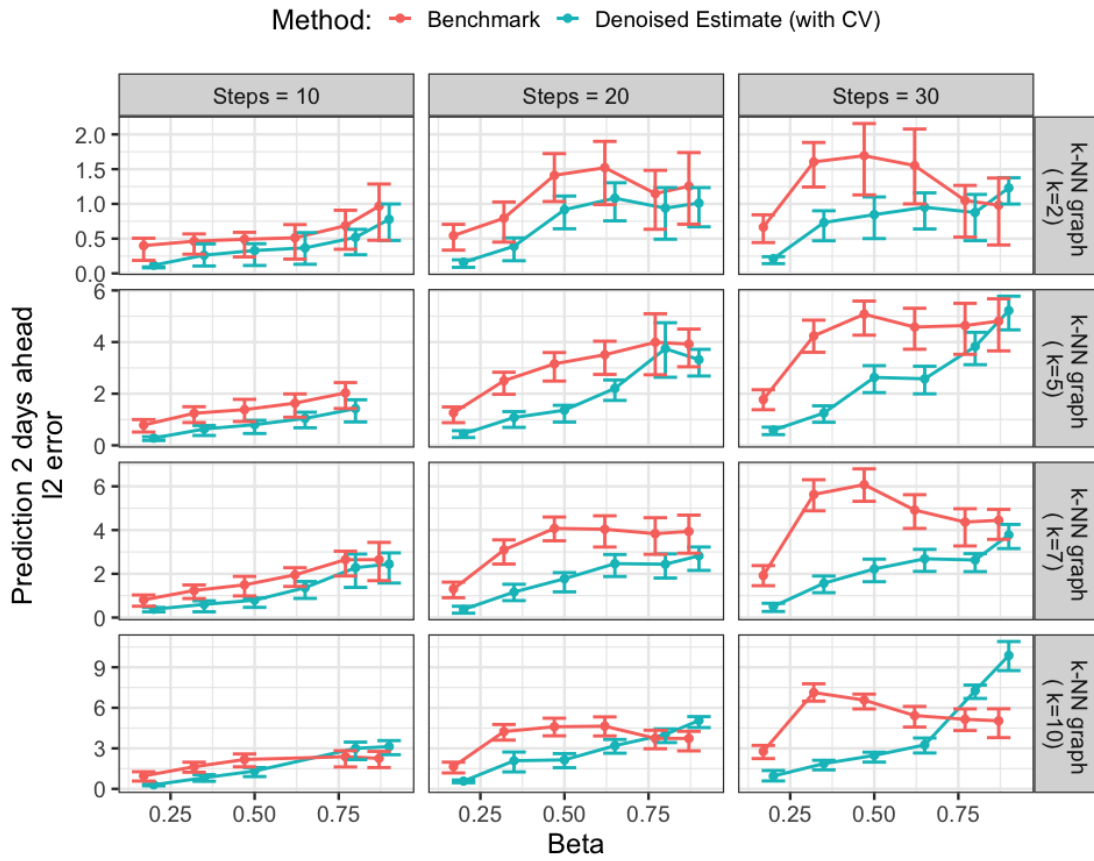 Method: Benchmark Denoised Estimate (with CV)
Steps = 10 Steps = 20 Steps = 30
2.0
1.5
1.0
0.5
0.0
k-NN graph
( k=2)
6
4
2
0
k-NN graph
( k=5)
Prediction 2 days ahead
l2 error
6
4
2
0
k-NN graph
( k=7)
9
6
3
0
k-NN graph
( k=10)
0.25 0.50 0.75 0.25 0.50 0.75 0.25 0.50 0.75
Beta